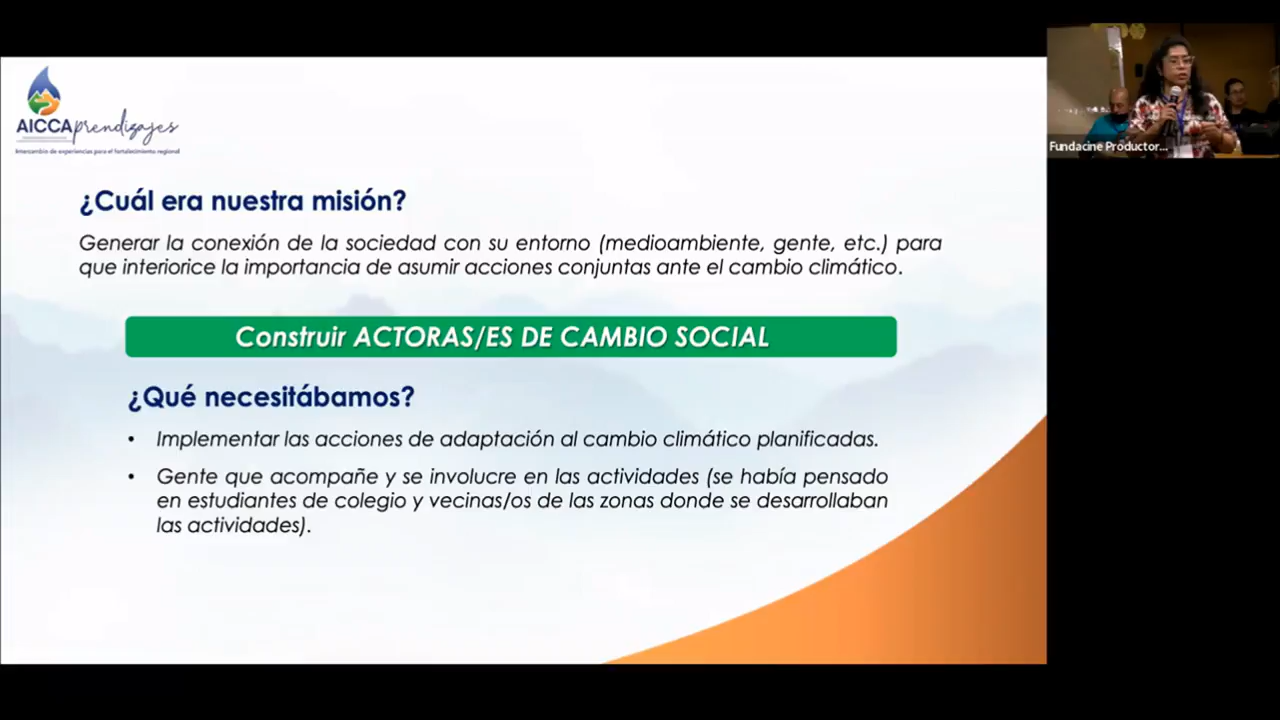 AICCAprendizajes
Intercambio de experiencias para el fortalecimiento regional
Fundacine Productor...
¿Cuál era nuestra misión?
Generar la conexión de la sociedad con su entorno (medioambiente, gente, etc.) para
que interiorice la importancia de asumir acciones conjuntas ante el cambio climático.
Construir ACTORAS/ES DE CAMBIO SOCIAL
¿Qué necesitábamos?
• Implementar las acciones de adaptación al cambio climático planificadas.
• Gente que acompañe y se involucre en las actividades (se había pensado
en estudiantes de colegio y vecinas/os de las zonas donde se desarrollaban
las actividades).